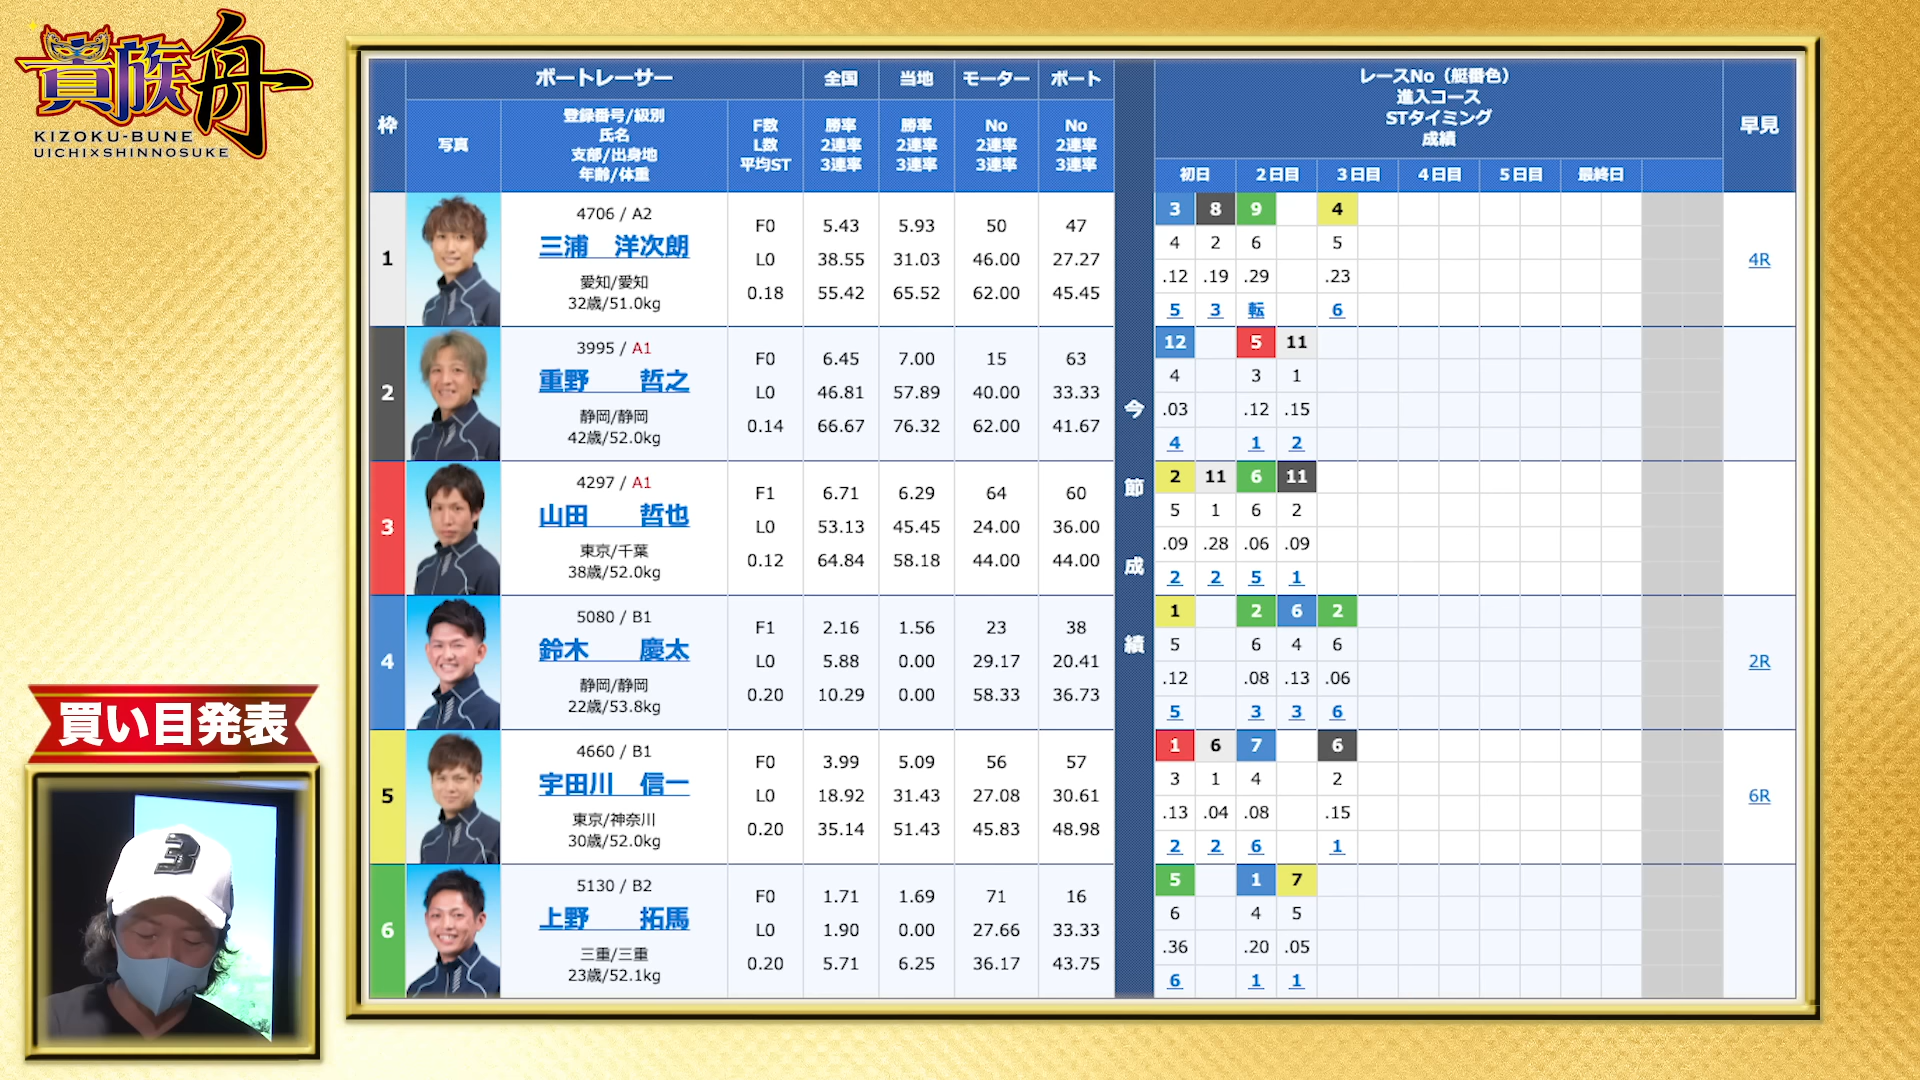 貴族舟
KIZOKU-BUNE
UICHI×SHINNOSUKE
枠 ボートレーサー 全国 当地 モーター ボート レースNo（艇番色） 早見
進入コース
STタイミング
成績
写真 登録番号/級別 F数 勝率 勝率 No No
氏名 L数 2連率 2連率 2連率 2連率
支部/出身地 平均ST 3連率 3連率 3連率 3連率
年齢/体重
初日 2日目 3日目 4日目 5日目 最終日
今節成績
1 4706 / A2 3 8 9 4
三浦 洋次朗 F0 5.43 5.93 50 47 4 2 6 5
L0 38.55 31.03 46.00 27.27 .12 .19 .29 .23 4R
愛知/愛知 0.18 55.42 65.52 62.00 45.45
32歳/51.0kg 5 3 転 6
2 3995 / A1 12 5 11
重野 哲之 F0 6.45 7.00 15 63 4 3 1
L0 46.81 57.89 40.00 33.33 .03 .12 .15
静岡/静岡 0.14 66.67 76.32 62.00 41.67
42歳/52.0kg 4 1 2
3 4297 / A1 2 11 6 11
山田 哲也 F1 6.71 6.29 64 60 5 1 6 2
L0 53.13 45.45 24.00 36.00 .09 .28 .06 .09
東京/千葉 0.12 64.84 58.18 44.00 44.00
38歳/52.0kg 2 2 5 1
4 5080 / B1 1 2 6 2
鈴木 慶太 F1 2.16 1.56 23 38 5 6 4 6
L0 5.88 0.00 29.17 20.41 .12 .08 .13 .06 2R
静岡/静岡 0.20 10.29 0.00 58.33 36.73
22歳/53.8kg 5 3 3 6
5 4660 / B1 1 6 7 6
宇田川 信一 F0 3.99 5.09 56 57 3 1 4 2
L0 18.92 31.43 27.08 30.61 .13 .04 .08 .15 6R
東京/神奈川 0.20 35.14 51.43 45.83 48.98
30歳/52.0kg 2 2 6 1
6 5130 / B2 5 1 7
上野 拓馬 F0 1.71 1.69 71 16 6 4 5
L0 1.90 0.00 27.66 33.33 .36 .20 .05
三重/三重 0.20 5.71 6.25 36.17 43.75
23歳/52.1kg 6 1 1
買い目発表
3